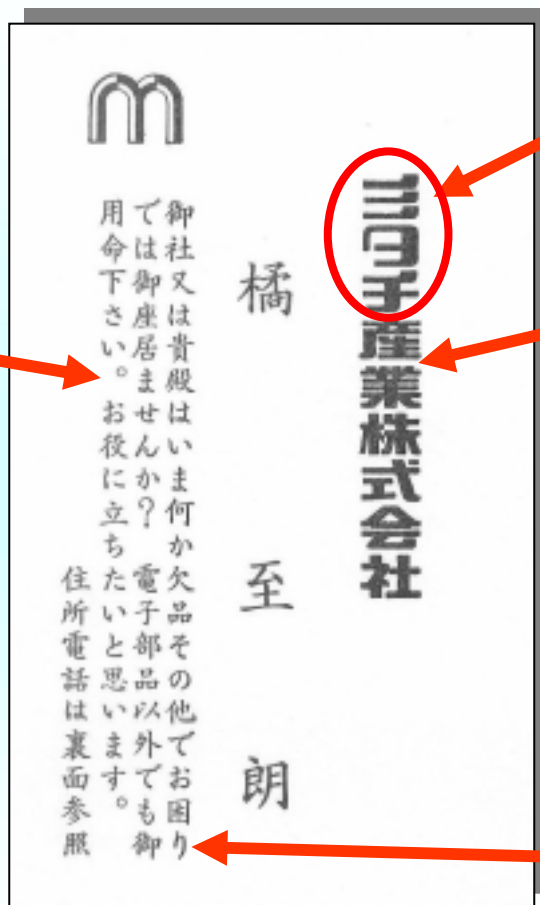 ミタチ産業株式会社
橘 至 朗
m
御社又は貴殿はいま何か欠品その他でお困り
では御座居ませんか？ 電子部品以外でも御
用命下さい。お役に立ちたいと思います。
住所電話は裏面参照